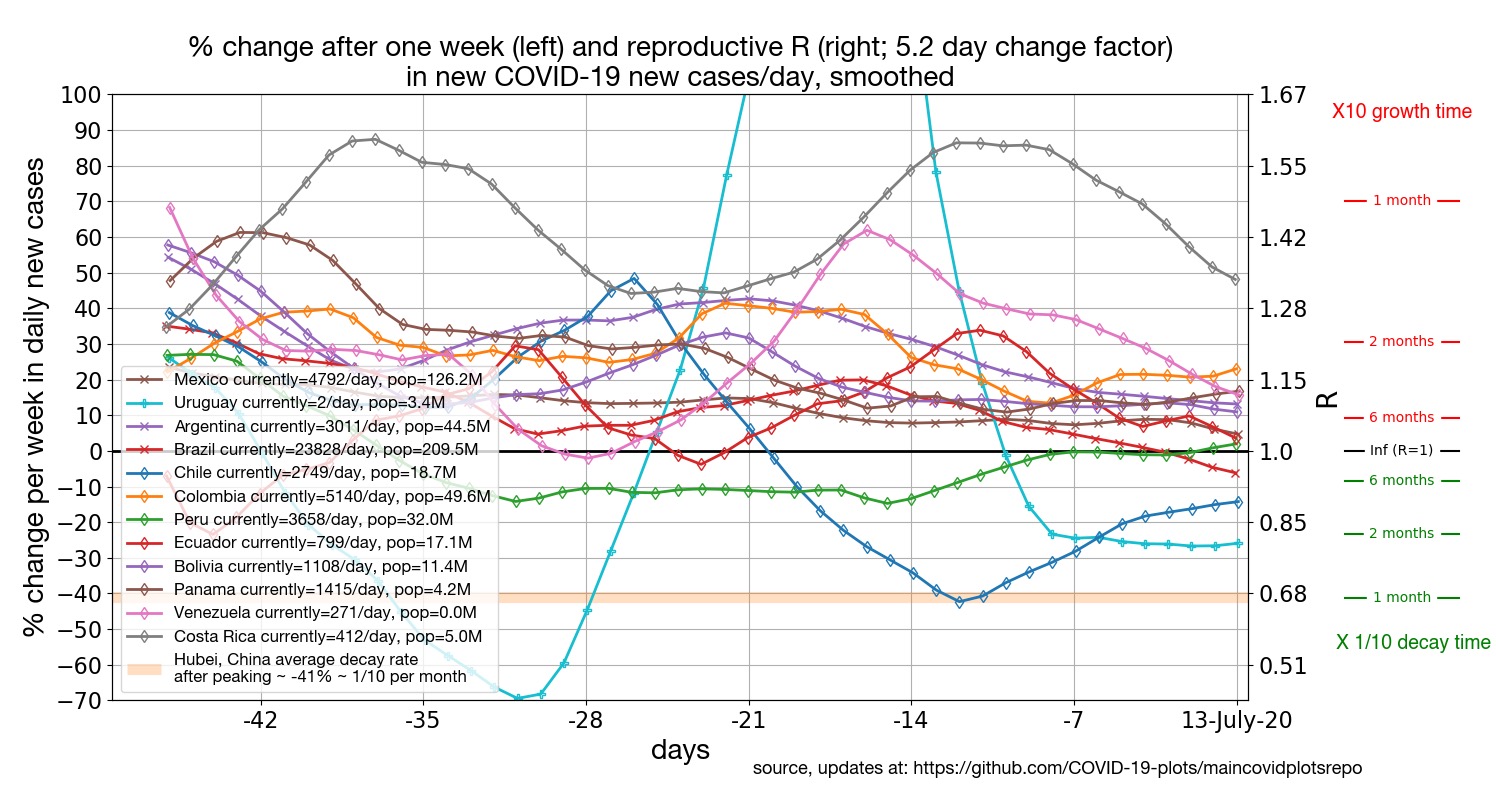 % change after one week (left) and reproductive R (right; 5.2 day change factor)
in new COVID-19 new cases/day, smoothed
% change per week in daily new cases
100
90
80
70
60
50
40
30
20
10
0
−10
−20
−30
−40
−50
−60
−70
Mexico currently=4792/day, pop=126.2M
Uruguay currently=2/day, pop=3.4M
Argentina currently=3011/day, pop=44.5M
Brazil currently=23828/day, pop=209.5M
Chile currently=2749/day, pop=18.7M
Colombia currently=5140/day, pop=49.6M
Peru currently=3658/day, pop=32.0M
Ecuador currently=799/day, pop=17.1M
Bolivia currently=1108/day, pop=11.4M
Panama currently=1415/day, pop=4.2M
Venezuela currently=271/day, pop=0.0M
Costa Rica currently=412/day, pop=5.0M
Hubei, China average decay rate
after peaking ~ -41% ~ 1/10 per month
-42
-35
-28
-21
-14
-7
13-July-20
days
1.67
1.55
1.42
1.28
1.15
1.0
0.85
0.68
0.51
R
X10 growth time
1 month
2 months
6 months
Inf (R=1)
6 months
2 months
1 month
X 1/10 decay time
source, updates at: https://github.com/COVID-19-plots/maincovidplotsrepo